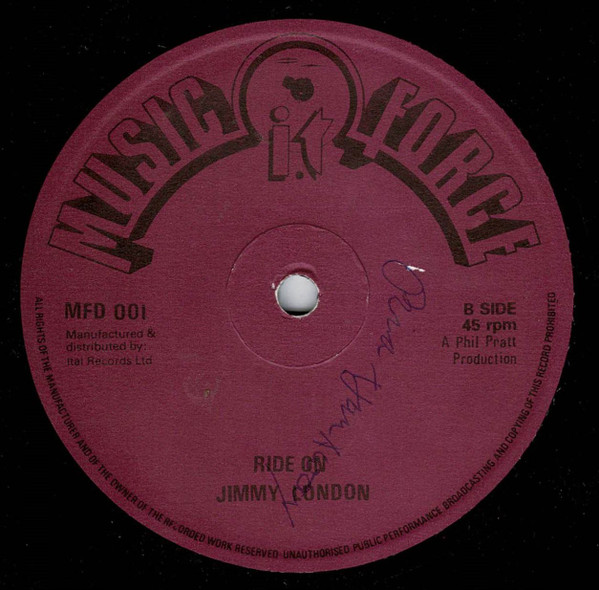 MUSIC it FORCE
MFD 001
Manufactured &
distributed by:
Ital Records Ltd
B SIDE
45 rpm
A Phil Pratt
Production
RIDE ON
JIMMY LONDON
ALL RIGHTS OF THE MANUFACTURER AND OF THE OWNER OF THE RECORDED WORK RESERVED UNAUTHORISED PUBLIC PERFORMANCE BROADCASTING AND COPYING OF THIS RECORD PROHIBITED